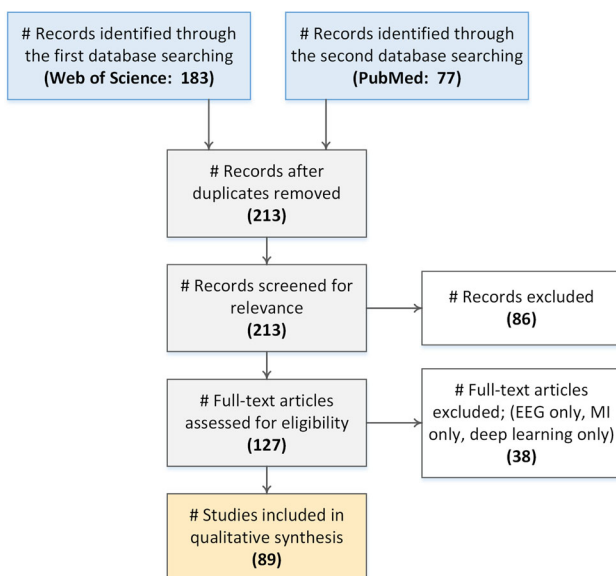 # Records identified through
the first database searching
(Web of Science: 183)
# Records identified through
the second database searching
(PubMed: 77)
# Records after
duplicates removed
(213)
# Records screened for
relevance
(213)
# Records excluded
(86)
# Full-text articles
assessed for eligibility
(127)
# Full-text articles
excluded; (EEG only, MI
only, deep learning only)
(38)
# Studies included in
qualitative synthesis
(89)